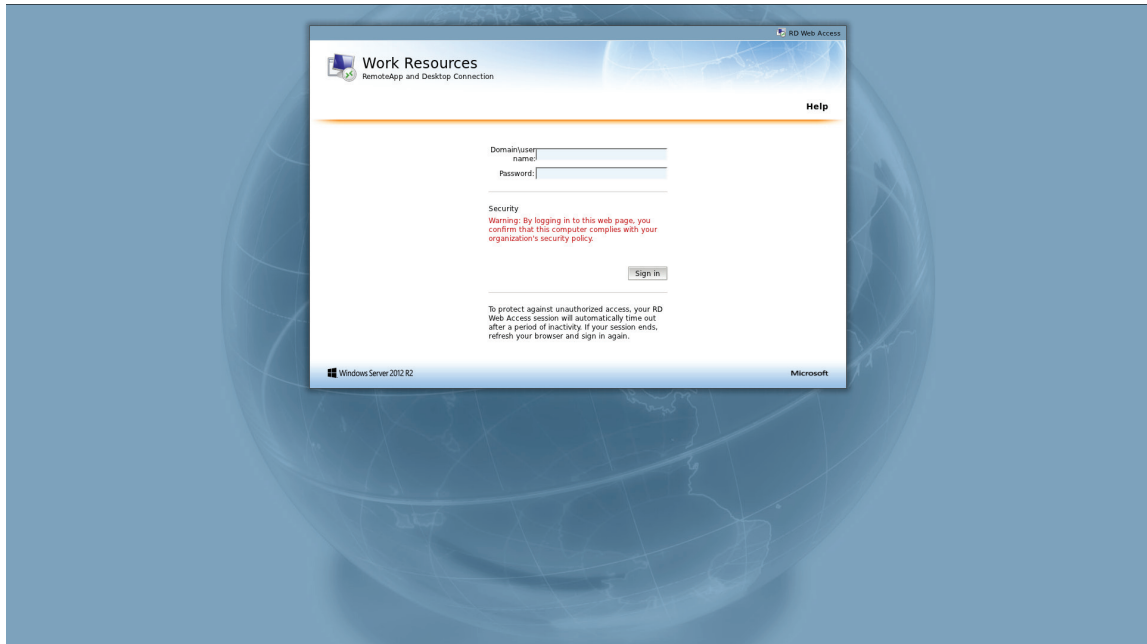 RD Web Access
Work Resources
RemoteApp and Desktop Connection
Help
Domain\user
name:
Password:
Security
Warning: By logging in to this web page, you
confirm that this computer complies with your
organization's security policy.
Sign in
To protect against unauthorized access, your RD
Web Access session will automatically time out
after a period of inactivity. If your session ends,
refresh your browser and sign in again.
Windows Server 2012 R2
Microsoft